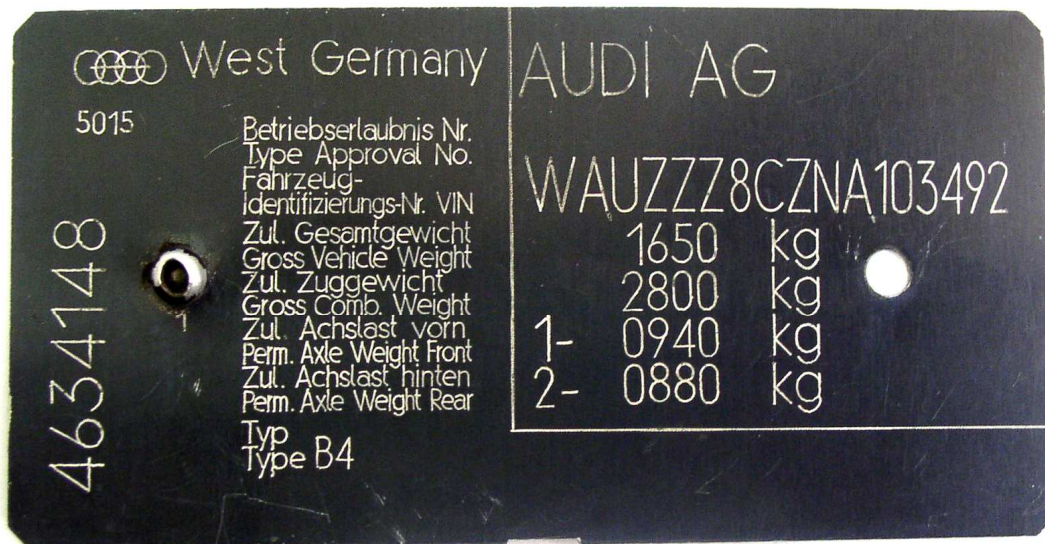 West Germany
5015
4634148
1
Betriebserlaubnis Nr.
Type Approval No.
Fahrzeug-
Identifizierungs-Nr. VIN
Zul. Gesamtgewicht
Gross Vehicle Weight
Zul. Zuggewicht
Gross Comb. Weight
Zul. Achslast vorn
Perm. Axle Weight Front
Zul. Achslast hinten
Perm. Axle Weight Rear
Typ
Type B4
AUDI AG
WAUZZZ8CZNA103492
1650 kg
2800 kg
1- 0940 kg
2- 0880 kg